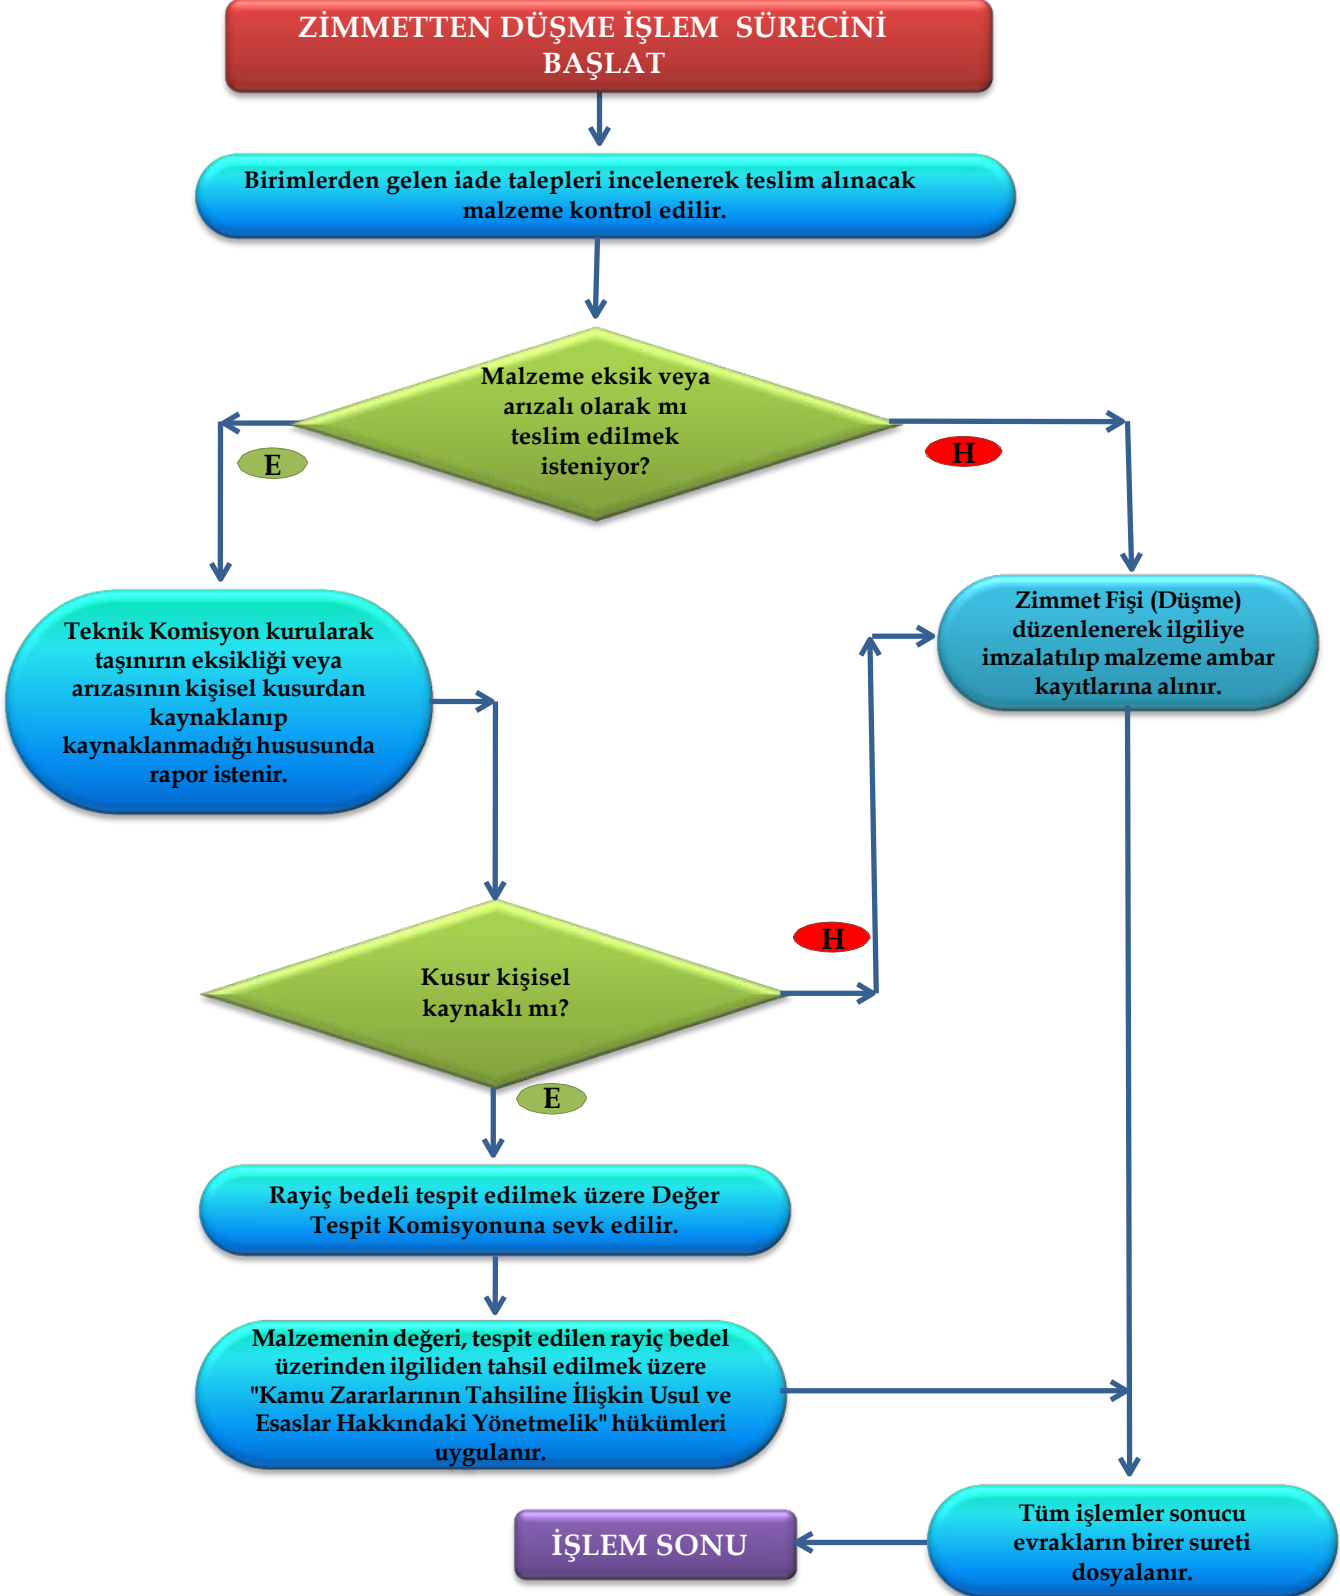 ZİMMETTEN DÜŞME İŞLEM SÜRECİNİ
BAŞLAT
Birimlerden gelen iade talepleri incelenerek teslim alınacak
malzeme kontrol edilir.
Malzeme eksik veya
arızalı olarak mı
teslim edilmek
isteniyor?
E
H
Teknik Komisyon kurularak
taşınırın eksikliği veya
arızasının kişisel kusurdan
kaynaklanıp
kaynaklanmadığı hususunda
rapor istenir.
Zimmet Fişi (Düşme)
düzenlenerek ilgiliye
imzalatılıp malzeme ambar
kayıtlarına alınır.
Kusur kişisel
kaynaklı mı?
H
E
Rayiç bedeli tespit edilmek üzere Değer
Tespit Komisyonuna sevk edilir.
Malzemenin değeri, tespit edilen rayiç bedel
üzerinden ilgiliden tahsil edilmek üzere
"Kamu Zararlarının Tahsiline İlişkin Usul ve
Esaslar Hakkındaki Yönetmelik" hükümleri
uygulanır.
Tüm işlemler sonucu
evrakların birer sureti
dosyalanır.
İŞLEM SONU